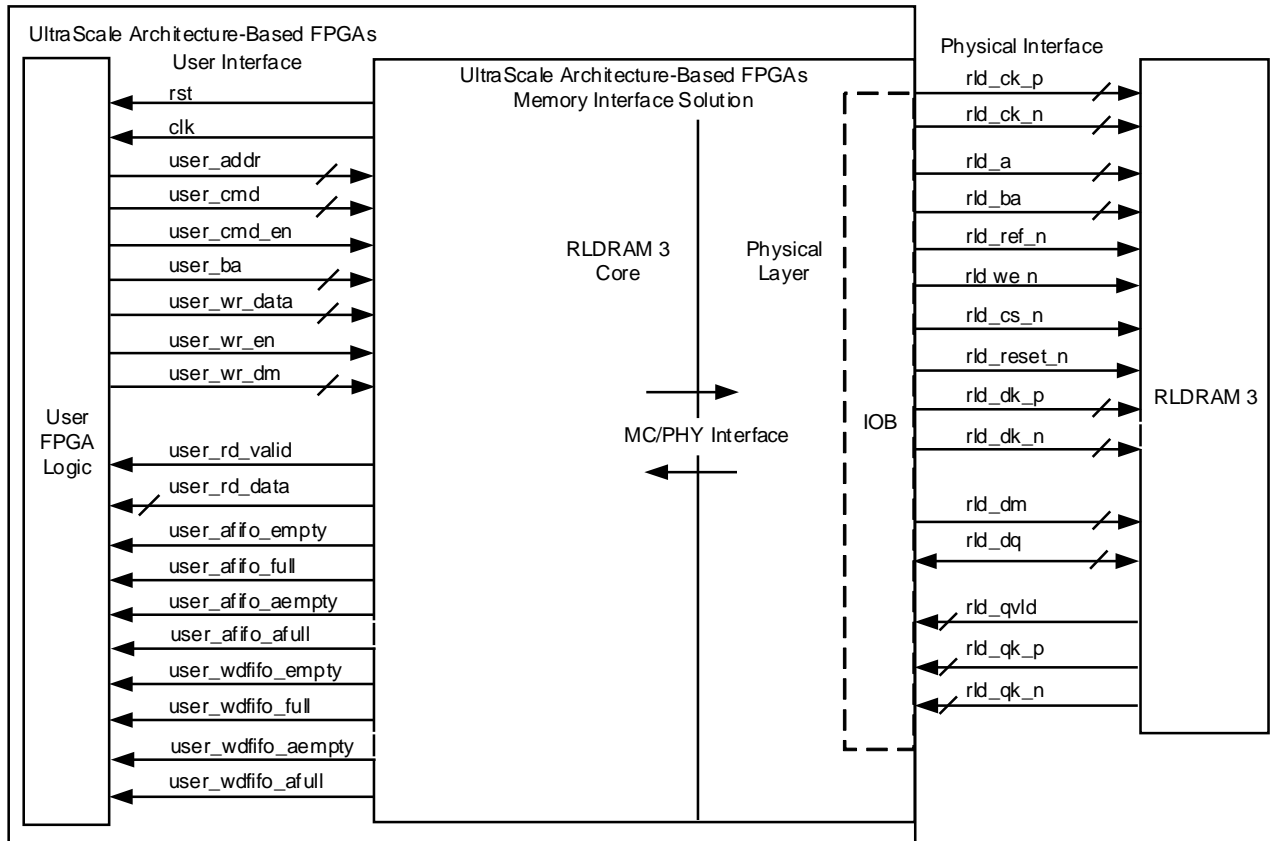 UltraScale Architecture-Based FPGAs
User Interface
rst
clk
user_addr
user_cmd
user_cmd_en
user_ba
user_wr_data
user_wr_en
user_wr_dm
User
FPGA
Logic
user_rd_valid
user_rd_data
user_afifo_empty
user_afifo_full
user_afifo_aempty
user_afifo_afull
user_wdfifo_empty
user_wdfifo_full
user_wdfifo_aempty
user_wdfifo_afull
UltraScale Architecture-Based FPGAs
Memory Interface Solution
RLDRAM 3
Core
Physical
Layer
MC/PHY Interface
IOB
Physical Interface
rld_ck_p
rld_ck_n
rld_a
rld_ba
rld_ref_n
rld we n
rld_cs_n
rld_reset_n
rld_dk_p
rld_dk_n
rld_dm
rld_dq
rld_qvld
rld_qk_p
rld_qk_n
RLDRAM 3